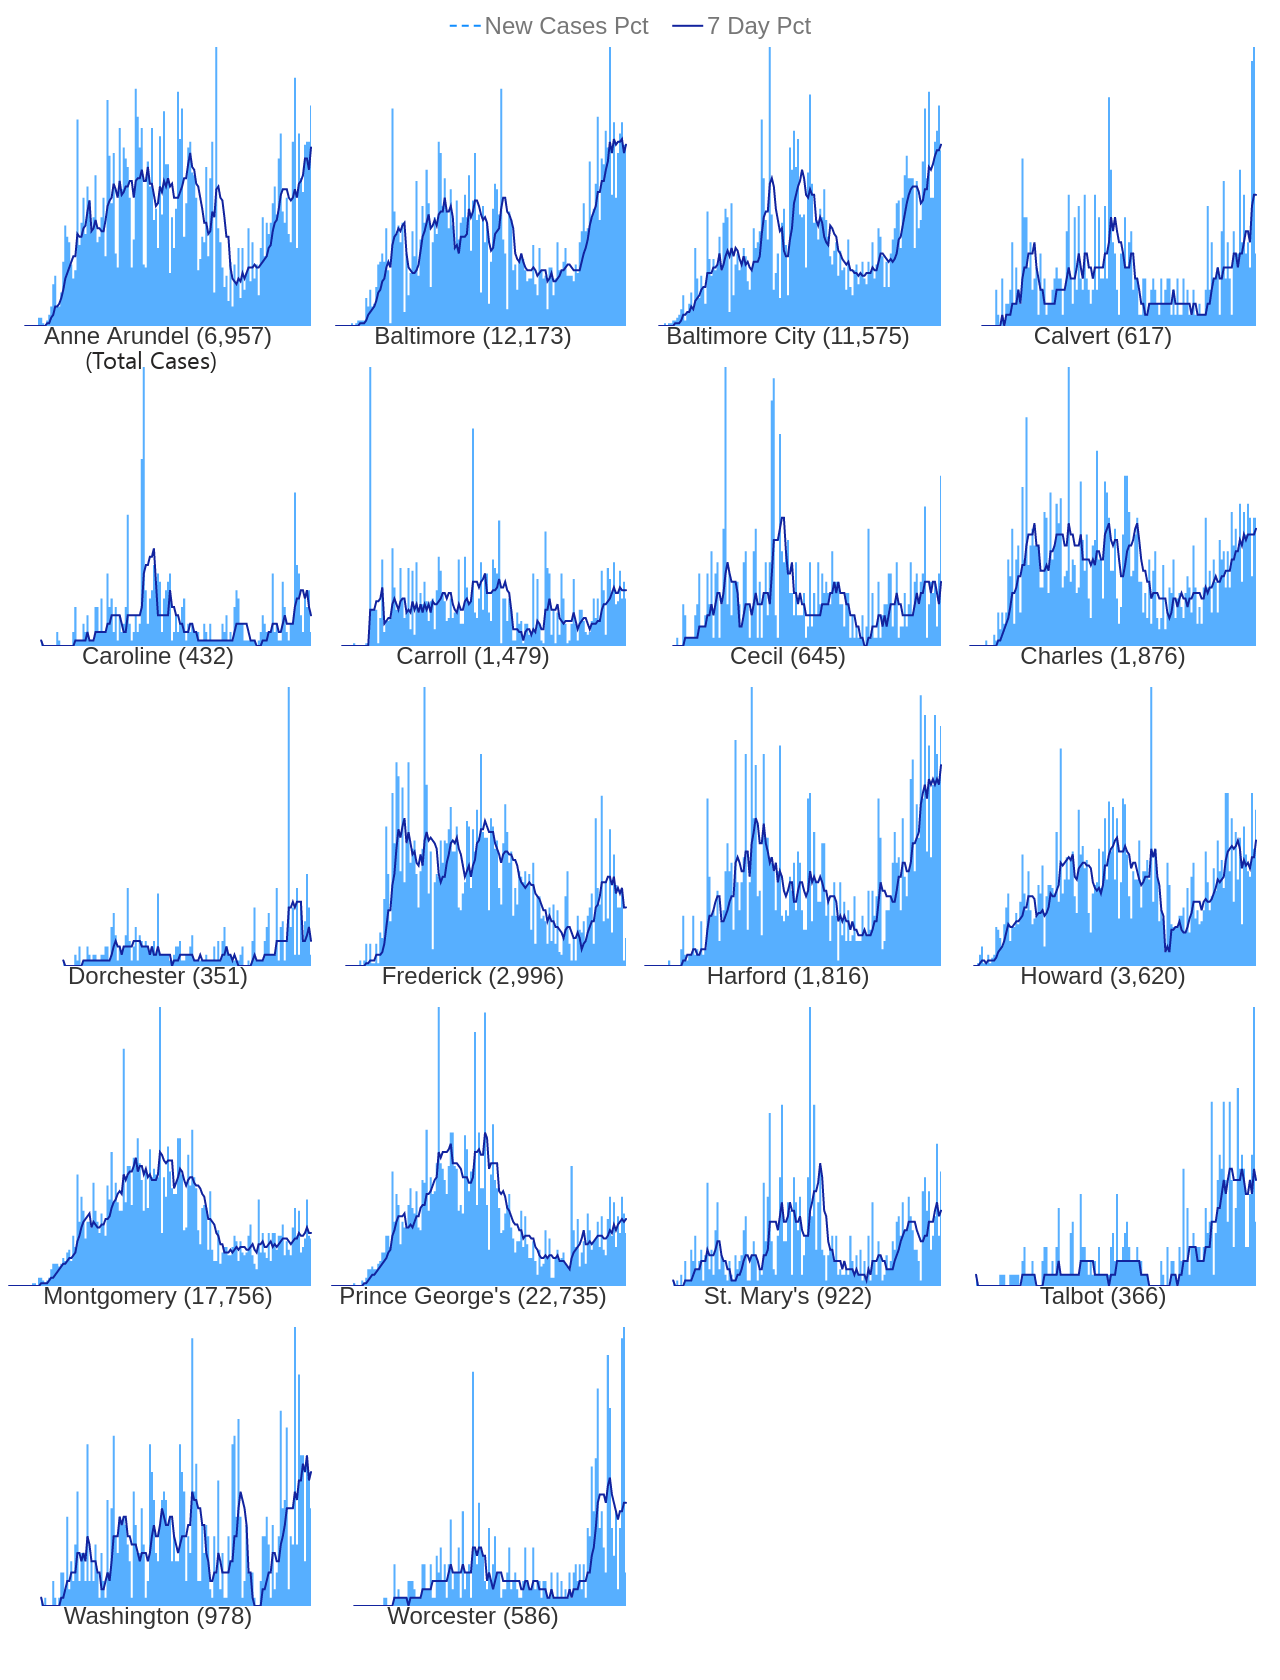 New Cases Pct 7 Day Pct
Anne Arundel (6,957) Baltimore (12,173) Baltimore City (11,575) Calvert (617)
(Total Cases)
Caroline (432) Carroll (1,479) Cecil (645) Charles (1,876)
Dorchester (351) Frederick (2,996) Harford (1,816) Howard (3,620)
Montgomery (17,756) Prince George's (22,735) St. Mary's (922) Talbot (366)
Washington (978) Worcester (586)